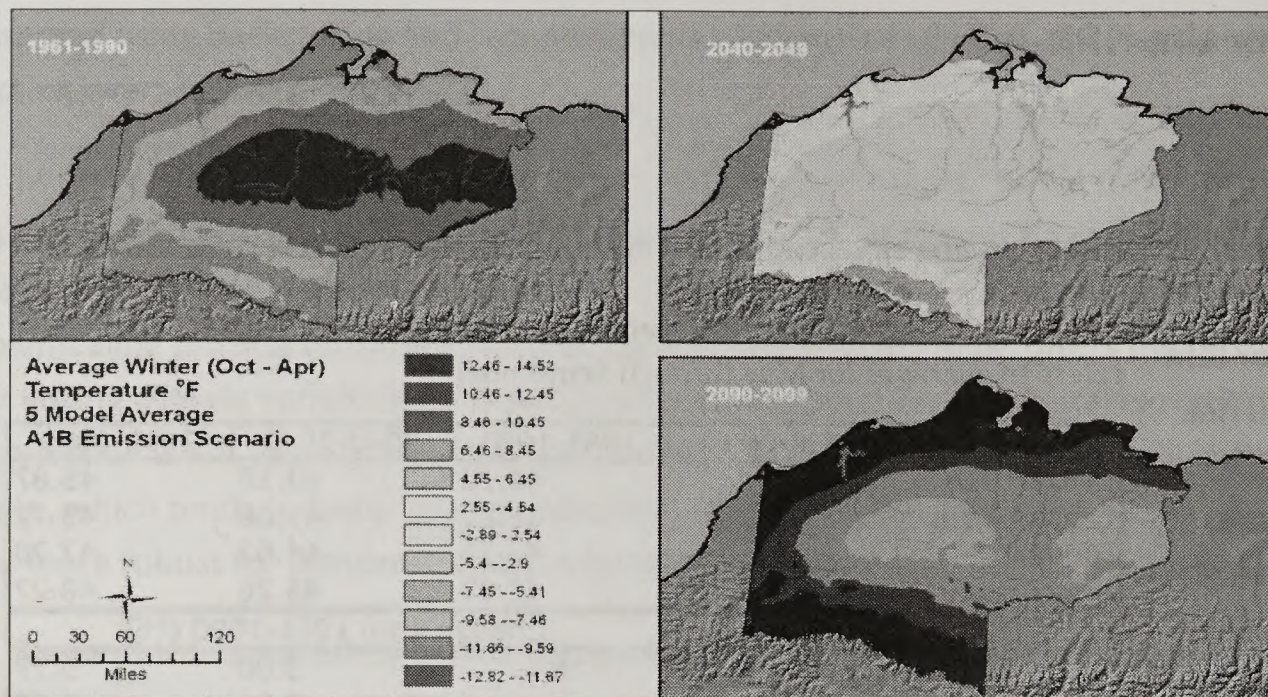 1961-1990
2040-2049
Average Winter (Oct - Apr)
Temperature °F
5 Model Average
A1B Emission Scenario
12.46 - 14.52
10.46 - 12.45
8.46 - 10.45
6.46 - 8.45
4.55 - 6.45
2.55 - 4.54
-2.89 - 2.54
-5.4 - -2.9
-7.45 - -5.41
-9.58 - -7.46
-11.66 - -9.59
-12.82 - -11.67
N
0 30 60 120
Miles
2090-2099